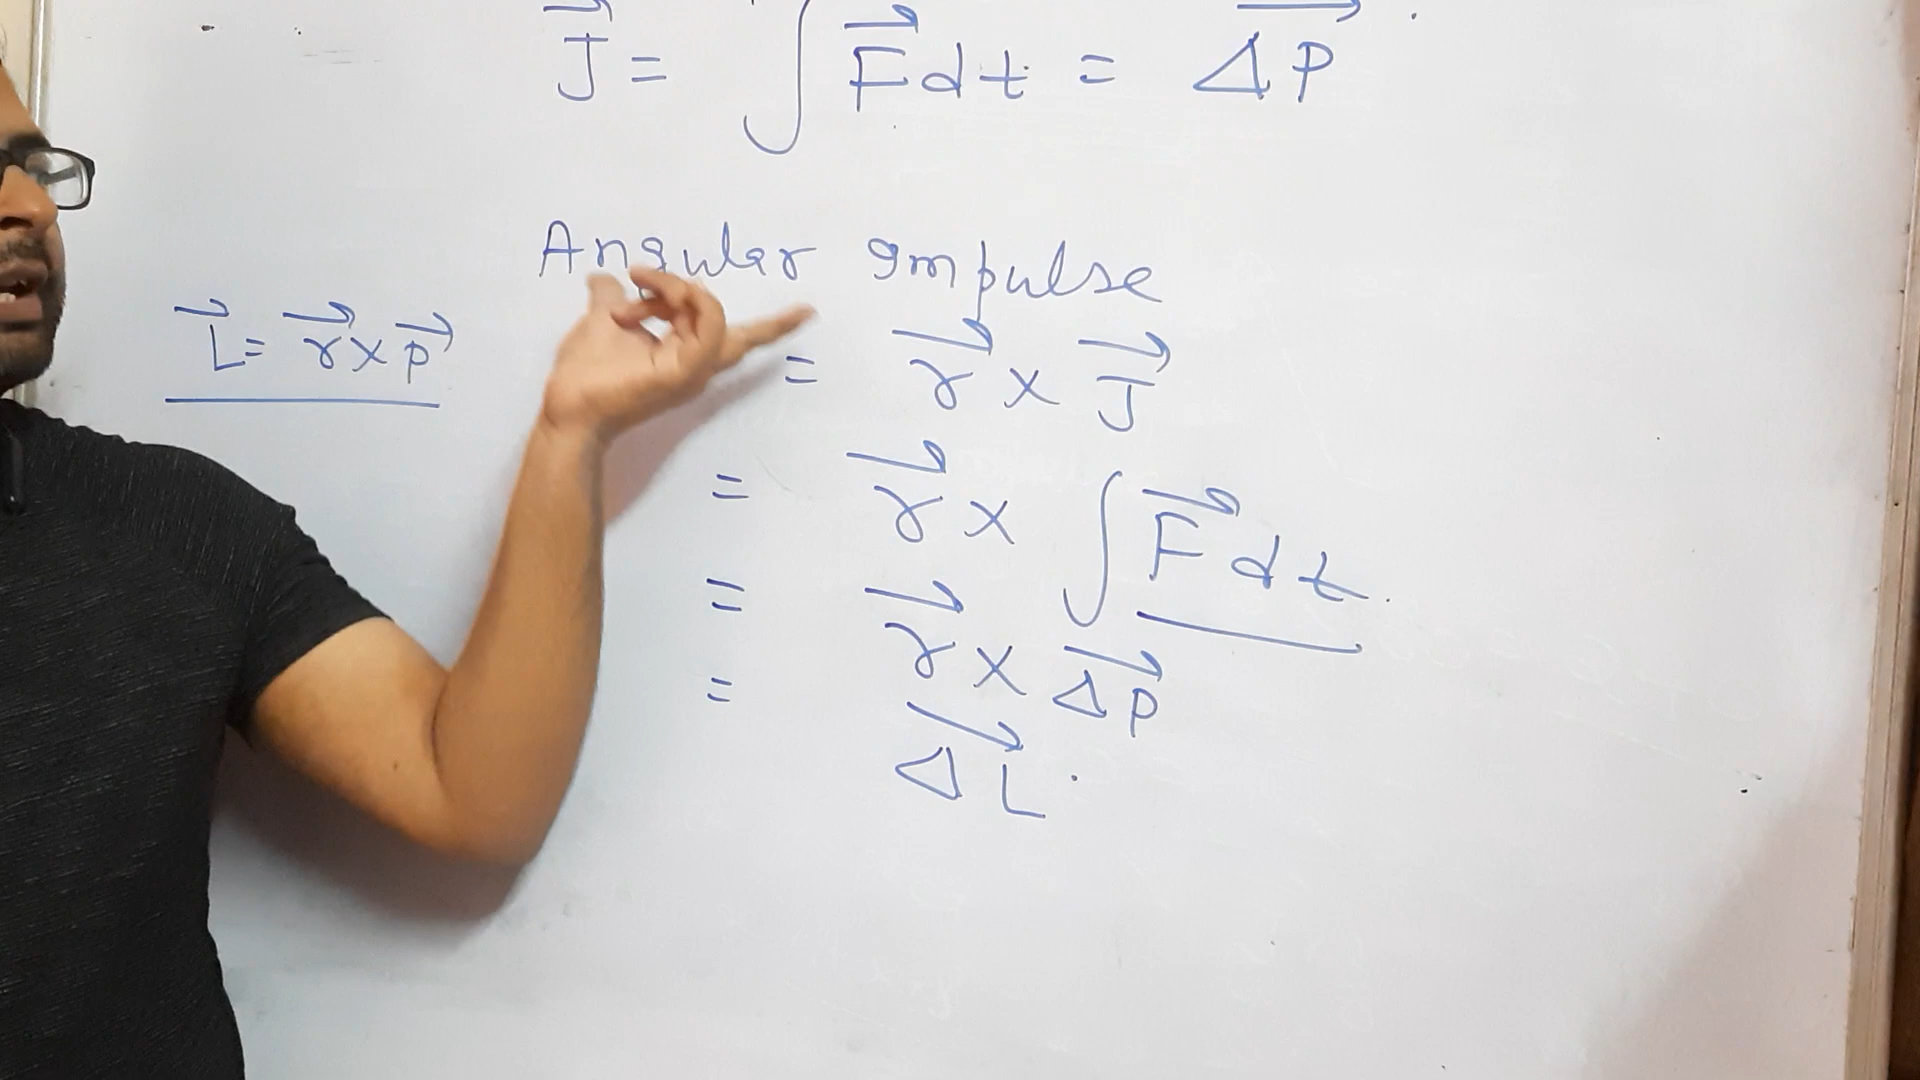 J⃗ = ∫ F⃗ dt = ΔP⃗
Angular Impulse
L⃗ = r⃗ × p⃗
= r⃗ × J⃗
= r⃗ × ∫ F⃗ dt
= r⃗ × ΔP⃗
= ΔL⃗